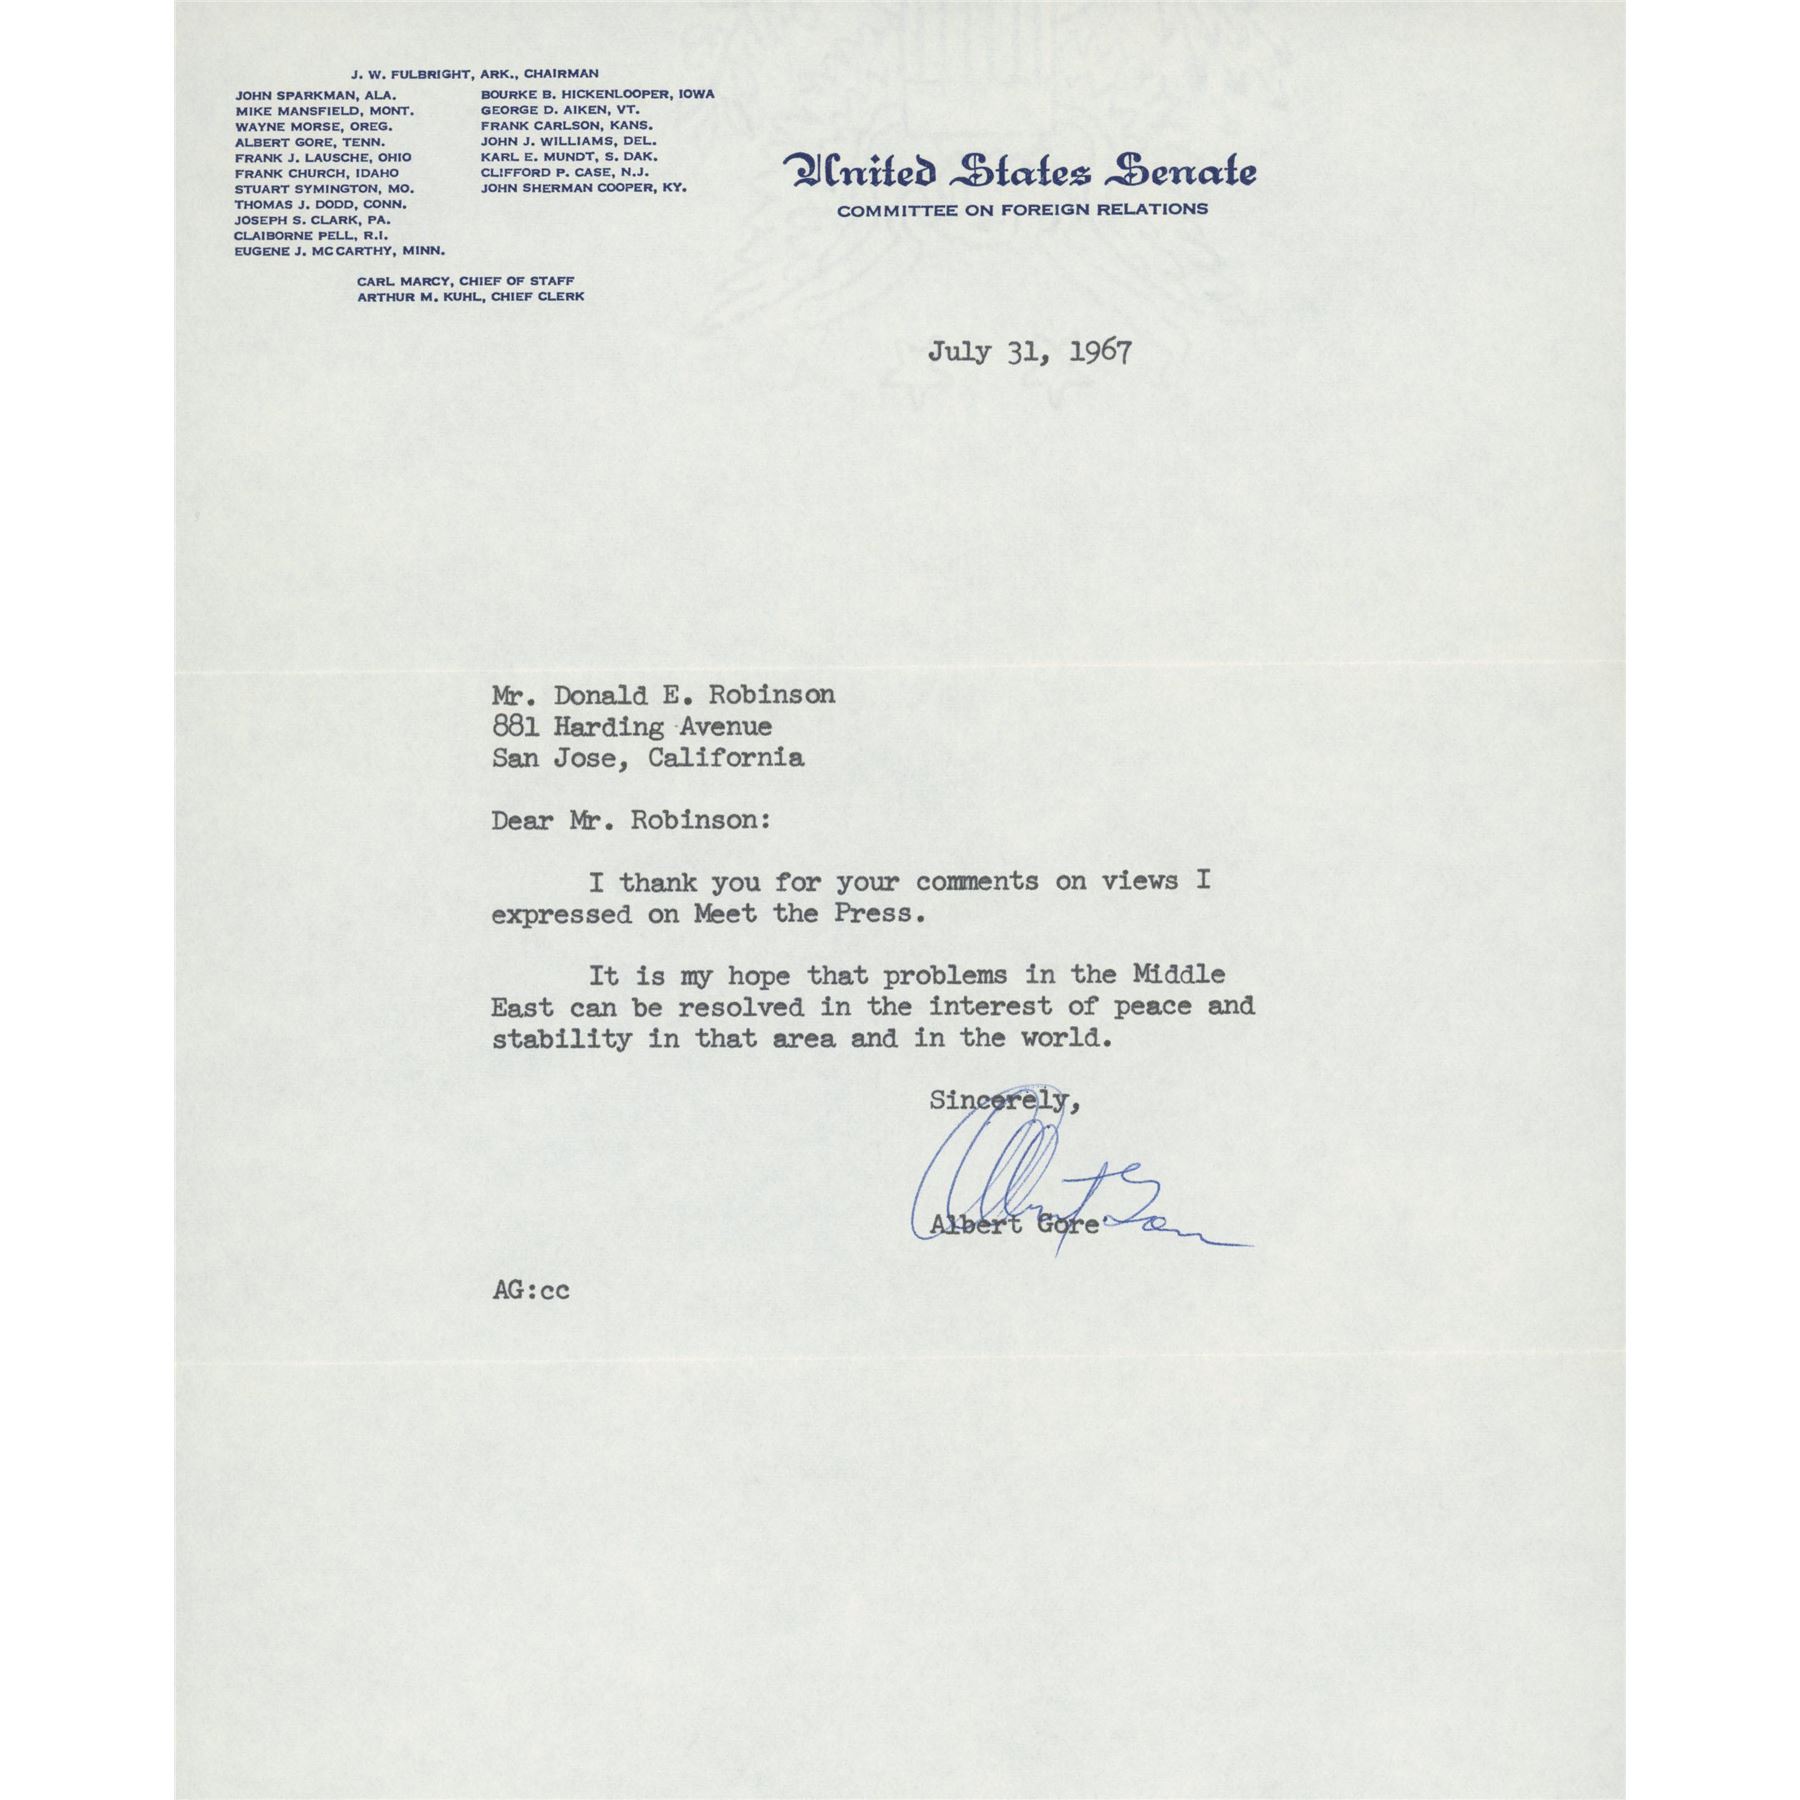 J. W. FULBRIGHT, ARK., CHAIRMAN
JOHN SPARKMAN, ALA.
MIKE MANSFIELD, MONT.
WAYNE MORSE, OREG.
ALBERT GORE, TENN.
FRANK J. LAUSCHE, OHIO
FRANK CHURCH, IDAHO
STUART SYMINGTON, MO.
THOMAS J. DODD, CONN.
JOSEPH S. CLARK, PA.
CLAIBORNE PELL, R.I.
EUGENE J. MCCARTHY, MINN.
BOURKE B. HICKENLOOPER, IOWA
GEORGE D. AIKEN, VT.
FRANK CARLSON, KANS.
JOHN J. WILLIAMS, DEL.
KARL E. MUNDT, S. DAK.
CLIFFORD P. CASE, N.J.
JOHN SHERMAN COOPER, KY.
CARL MARCY, CHIEF OF STAFF
ARTHUR M. KUHL, CHIEF CLERK
United States Senate
COMMITTEE ON FOREIGN RELATIONS
July 31, 1967
Mr. Donald E. Robinson
881 Harding Avenue
San Jose, California
Dear Mr. Robinson:
I thank you for your comments on views I
expressed on Meet the Press.
It is my hope that problems in the Middle
East can be resolved in the interest of peace and
stability in that area and in the world.
Sincerely,
Albert Gore
Albert Gore
AG:cc